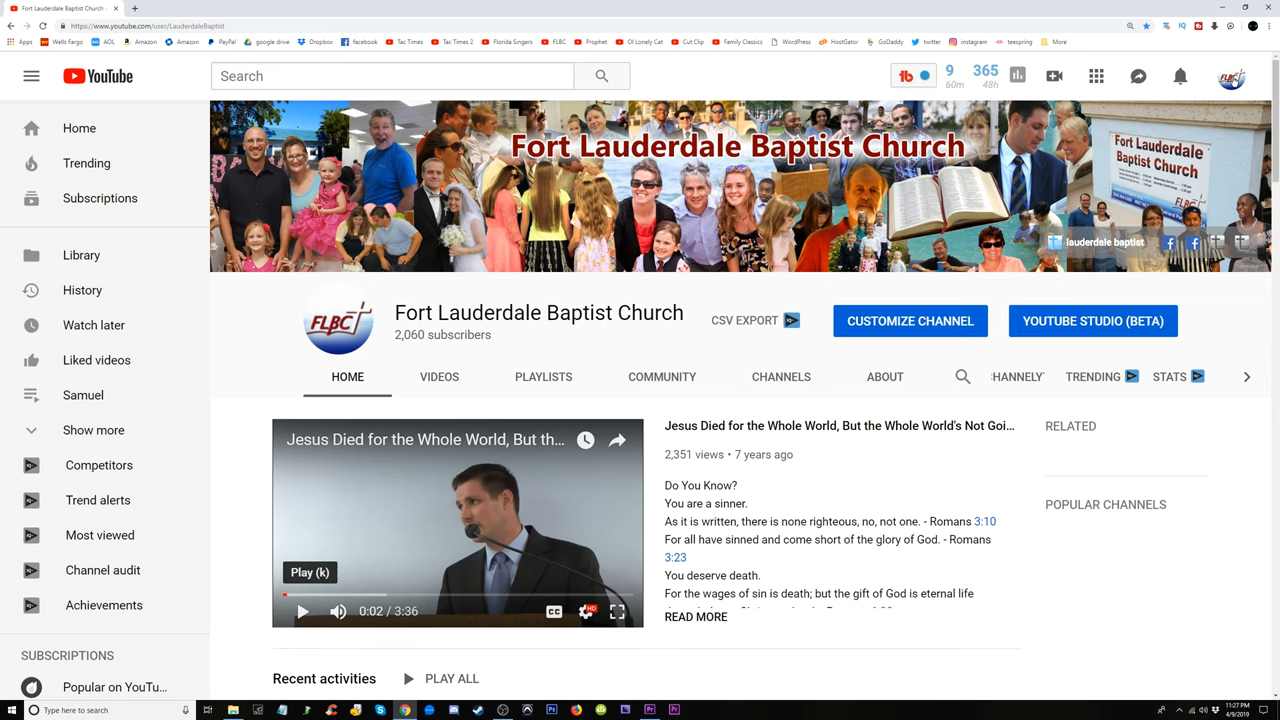 Fort Lauderdale Baptist Church -
https://www.youtube.com/user/LauderdaleBaptist
Apps Wells Fargo AOL Amazon Amazon PayPal google drive Dropbox facebook Tac Times Tac Times 2 Florida Singers FLBC Prophet Ol Lonely Cat Cut Clip Family Classics WordPress HostGator GoDaddy twitter instagram teespring More
YouTube
Search
tb
9
60m
365
48h
FLBC
Home
Trending
Subscriptions
Library
History
Watch later
Liked videos
Samuel
Show more
Competitors
Trend alerts
Most viewed
Channel audit
Achievements
SUBSCRIPTIONS
Popular on YouTu...
Fort Lauderdale Baptist Church
Fort Lauderdale
Baptist Church
lauderdale baptist
FLBC
Fort Lauderdale Baptist Church
2,060 subscribers
CSV EXPORT
CUSTOMIZE CHANNEL
YOUTUBE STUDIO (BETA)
HOME VIDEOS PLAYLISTS COMMUNITY CHANNELS ABOUT CHANNELY TRENDING STATS
Jesus Died for the Whole World, But th...
Play (k)
0:02 / 3:36
CC
HD
Jesus Died for the Whole World, But the Whole World's Not Goi...
2,351 views • 7 years ago
Do You Know?
You are a sinner.
As it is written, there is none righteous, no, not one. - Romans 3:10
For all have sinned and come short of the glory of God. - Romans
3:23
You deserve death.
For the wages of sin is death; but the gift of God is eternal life
READ MORE
RELATED
POPULAR CHANNELS
Recent activities
PLAY ALL
Type here to search
11:27 PM
4/9/2019